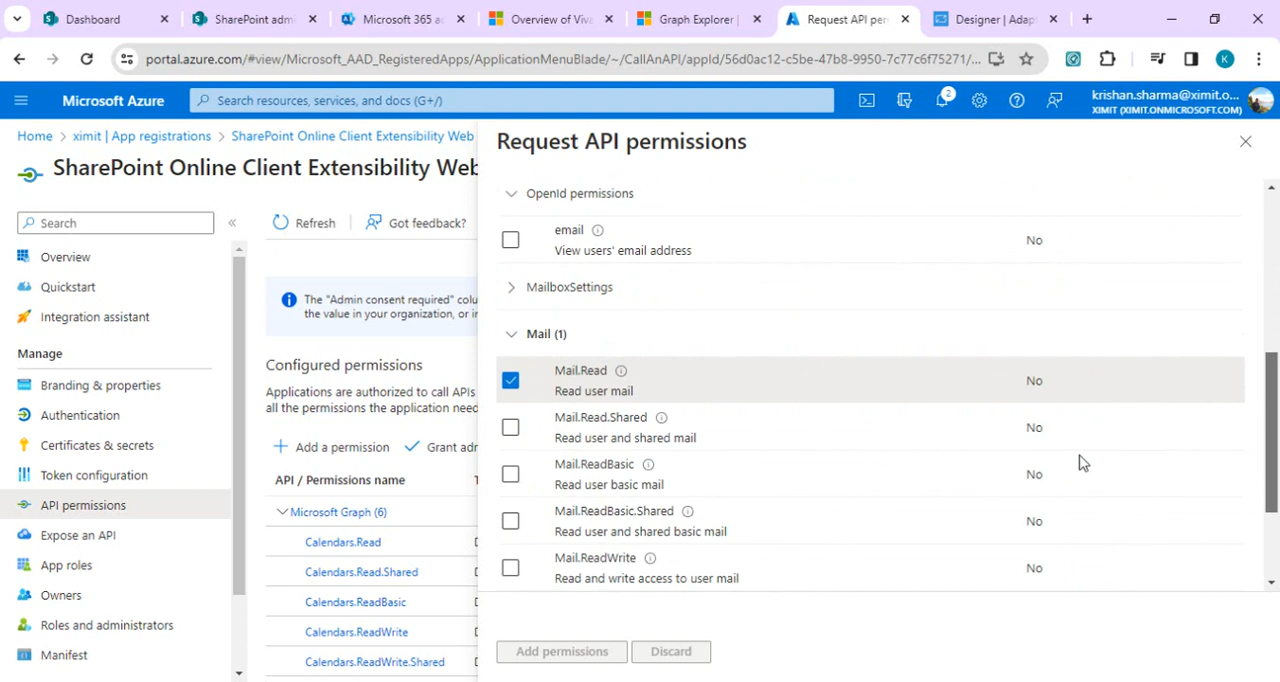 Dashboard
SharePoint adm
Microsoft 365 a
Overview of Viva
Graph Explorer |
Request API perm
Designer | Adap
portal.azure.com/#view/Microsoft_AAD_RegisteredApps/ApplicationMenuBlade/~/CallAnAPI/appId/56d0ac12-c5be-47b8-9950-7c77c6f75271/...
K
Microsoft Azure
Search resources, services, and docs (G+/)
2
krishan.sharma@ximit.o...
XIMIT (XIMIT.ONMICROSOFT.COM)
Home > ximit | App registrations > SharePoint Online Client Extensibility Web
SharePoint Online Client Extensibility Web
Search
Overview
Quickstart
Integration assistant
Manage
Branding & properties
Authentication
Certificates & secrets
Token configuration
API permissions
Expose an API
App roles
Owners
Roles and administrators
Manifest
Refresh
Got feedback?
The "Admin consent required" colu
the value in your organization, or in
Configured permissions
Applications are authorized to call APIs
all the permissions the application need
Add a permission
Grant adr
API / Permissions name
Microsoft Graph (6)
Calendars.Read
Calendars.Read.Shared
Calendars.ReadBasic
Calendars.ReadWrite
Calendars.ReadWrite.Shared
Request API permissions
OpenId permissions
email
View users' email address
No
MailboxSettings
Mail (1)
Mail.Read
Read user mail
No
Mail.Read.Shared
Read user and shared mail
No
Mail.ReadBasic
Read user basic mail
No
Mail.ReadBasic.Shared
Read user and shared basic mail
No
Mail.ReadWrite
Read and write access to user mail
No
Add permissions
Discard